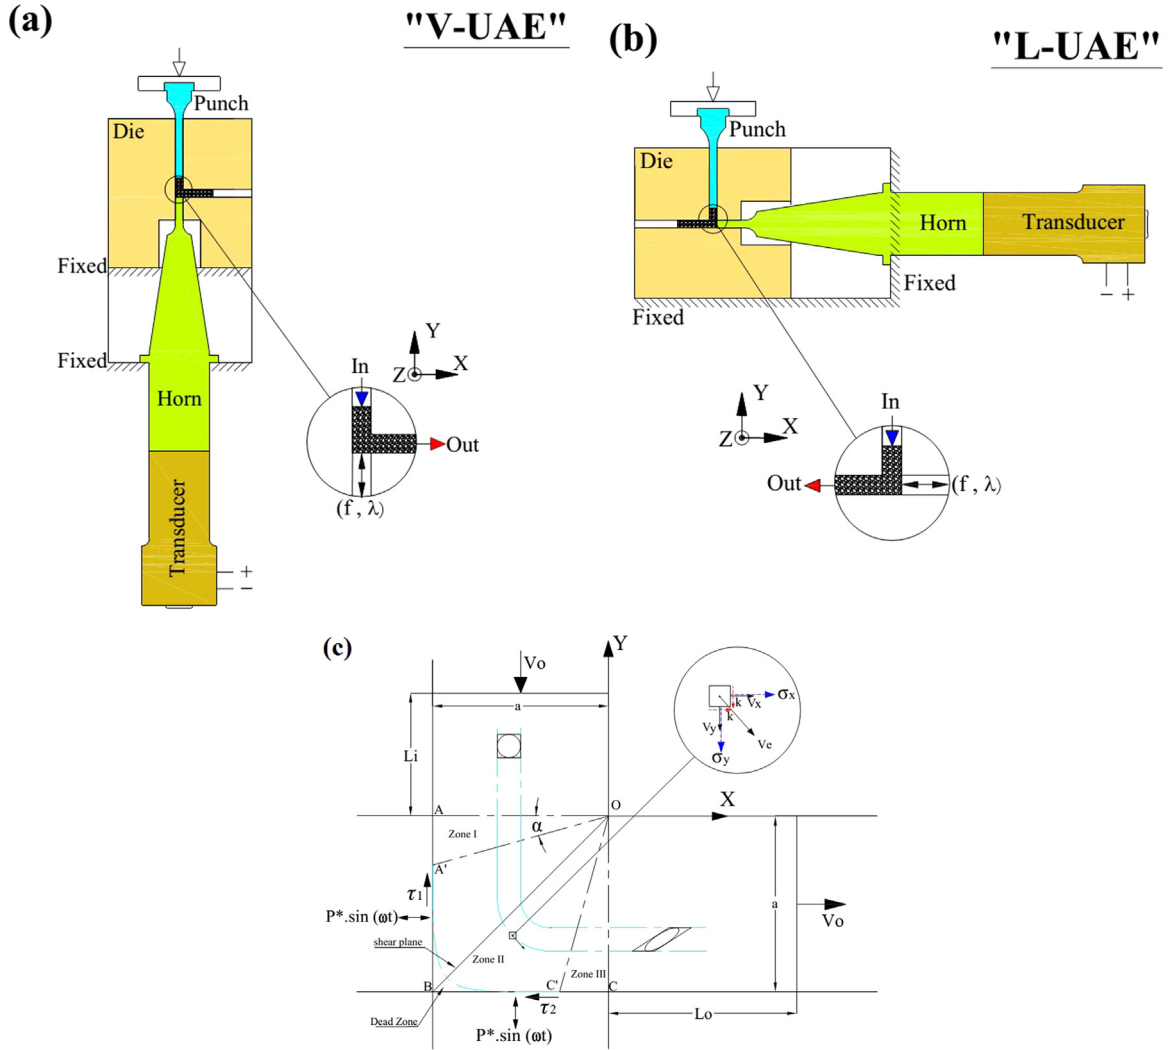 (a)
"V-UAE"
Punch
Die
Fixed
Fixed
Horn
Transducer
+
−
Y
X
Z
In
Out
(f , λ)
(b)
"L-UAE"
Punch
Die
Horn
Transducer
− +
Fixed
Fixed
Y
X
Z
In
Out
(f , λ)
(c)
Y
Vo
a
Li
σx
Vx
k
k
Vy
Ve
σy
A
O
X
Zone I
α
A'
τ1
P*.sin (ωt)
a
Vo
shear plane
Zone II
Zone III
B
C'
C
τ2
Dead Zone
Lo
P*.sin (ωt)